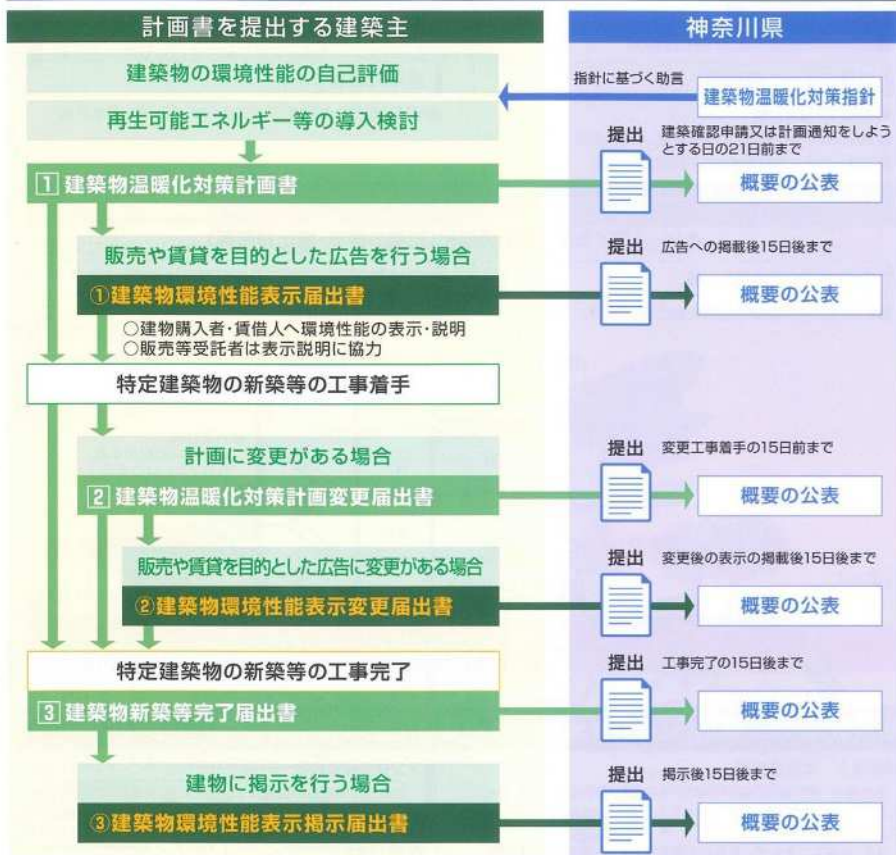 計画書を提出する建築主
神奈川県
建築物の環境性能の自己評価
指針に基づく助言
建築物温暖化対策指針
再生可能エネルギー等の導入検討
提出
建築確認申請又は計画通知をしよう
とする日の21日前まで
1 建築物温暖化対策計画書
概要の公表
販売や賃貸を目的とした広告を行う場合
提出 広告への掲載後15日後まで
①建築物環境性能表示届出書
概要の公表
○建物購入者・賃借人へ環境性能の表示・説明
○販売等受託者は表示説明に協力
特定建築物の新築等の工事着手
計画に変更がある場合
提出 変更工事着手の15日前まで
2 建築物温暖化対策計画変更届出書
概要の公表
販売や賃貸を目的とした広告に変更がある場合
提出 変更後の表示の掲載後15日後まで
②建築物環境性能表示変更届出書
概要の公表
特定建築物の新築等の工事完了
提出 工事完了の15日後まで
3 建築物新築等完了届出書
概要の公表
建物に掲示を行う場合
提出 掲示後15日後まで
③建築物環境性能表示掲示届出書
概要の公表